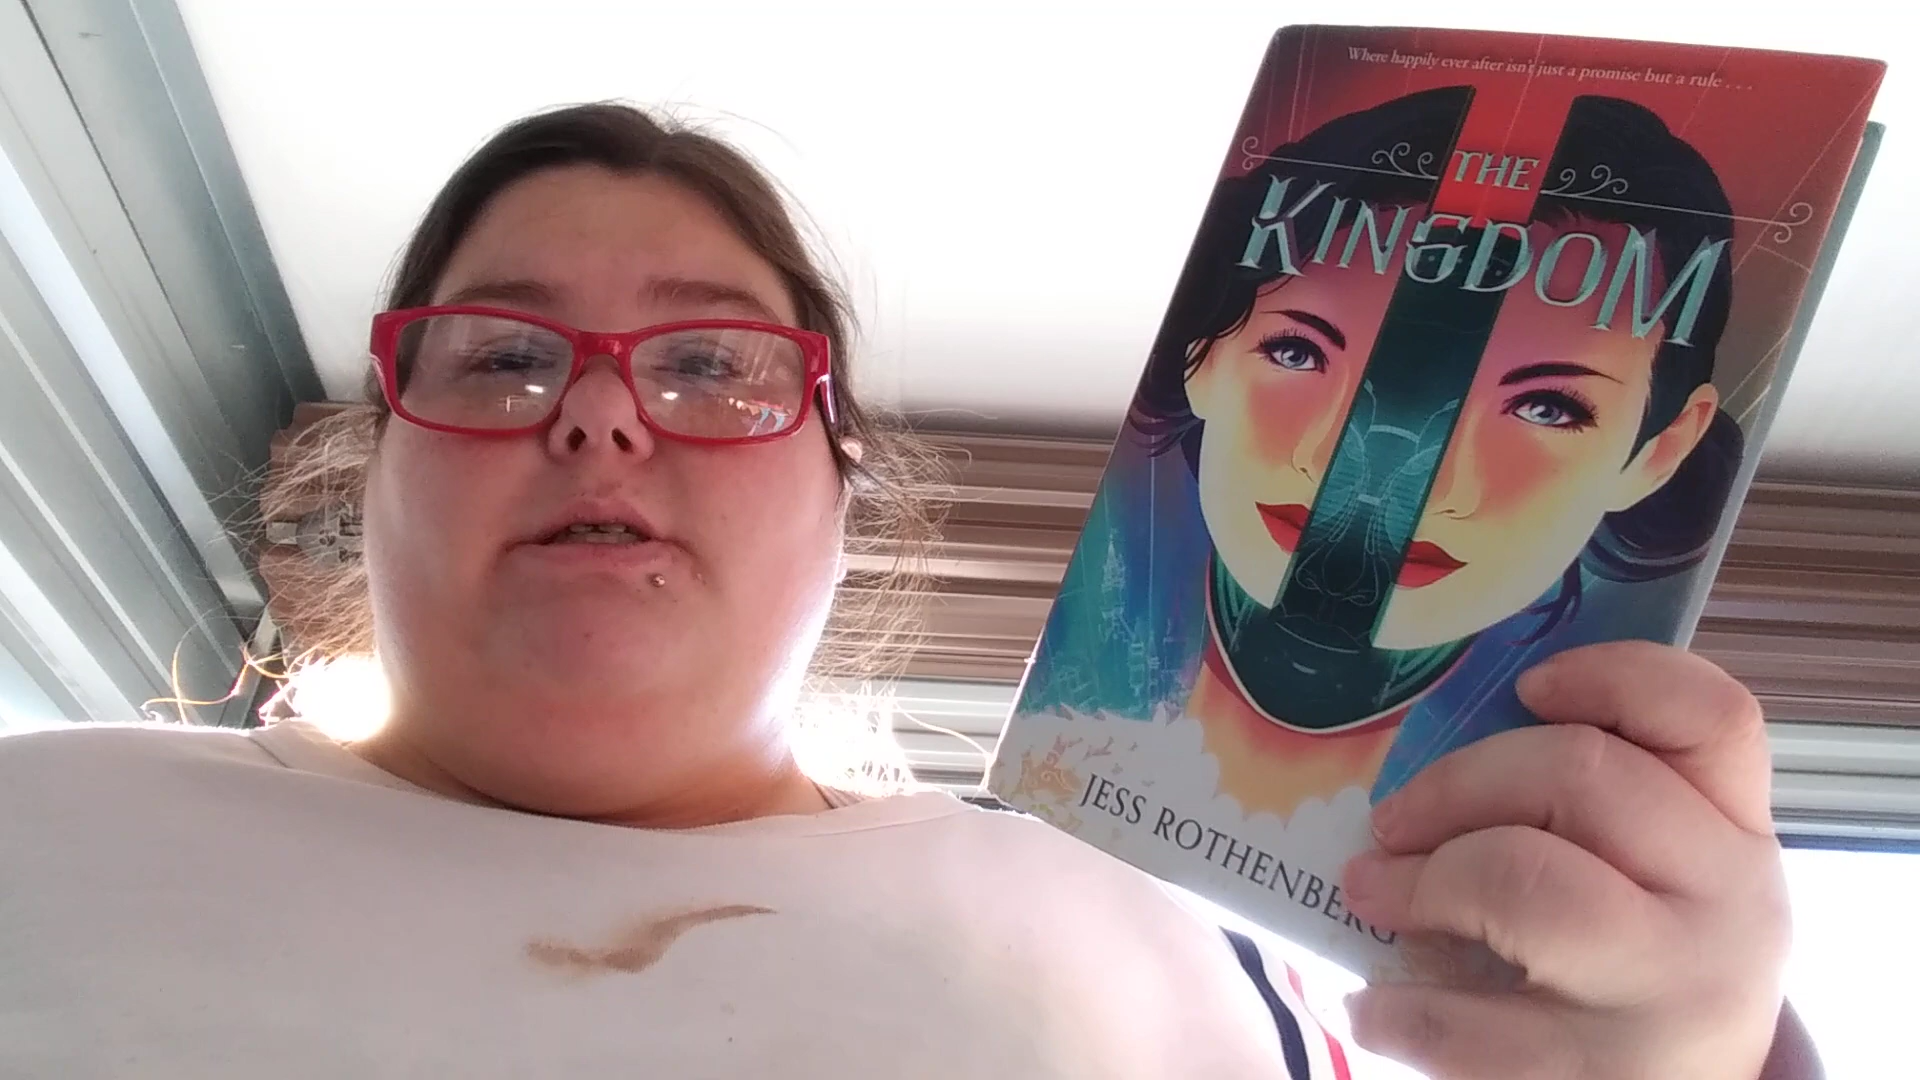 Where happily ever after isn't just a promise but a rule . . .
THE
KINGDOM
JESS ROTHENBERG